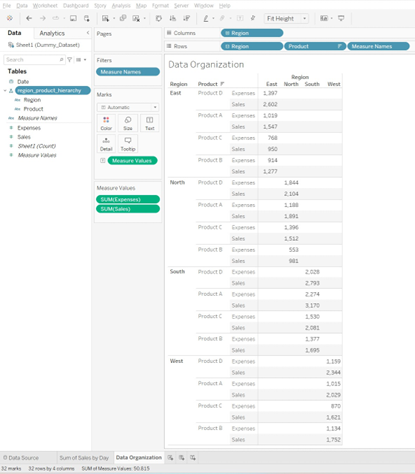 File Data Worksheet Dashboard Story Analysis Map Format Server Window Help
Fit Height
Data Analytics
Sheet1 (Dummy_Dataset)
Search
Tables
Date
region_product_hierarchy
Region
Product
Measure Names
Expenses
Sales
Sheet1 (Count)
Measure Values
Pages
Filters
Measure Names
Marks
Automatic
Color Size Text
Detail Tooltip
Measure Values
Measure Values
SUM(Expenses)
SUM(Sales)
Columns Region
Rows Region Product Measure Names
Data Organization
Region
Region Product East North South West
East Product D Expenses 1,397
Sales 2,602
Product A Expenses 1,019
Sales 1,547
Product C Expenses 768
Sales 950
Product B Expenses 914
Sales 1,277
North Product D Expenses 1,844
Sales 2,104
Product A Expenses 1,188
Sales 1,891
Product C Expenses 1,396
Sales 1,512
Product B Expenses 553
Sales 981
South Product D Expenses 2,028
Sales 2,793
Product A Expenses 2,274
Sales 3,170
Product C Expenses 1,530
Sales 2,081
Product B Expenses 1,377
Sales 1,695
West Product D Expenses 1,159
Sales 2,344
Product A Expenses 1,015
Sales 2,029
Product C Expenses 870
Sales 1,621
Product B Expenses 1,134
Sales 1,752
Data Source Sum of Sales by Day Data Organization
32 marks 32 rows by 4 columns SUM of Measure Values: 50,815